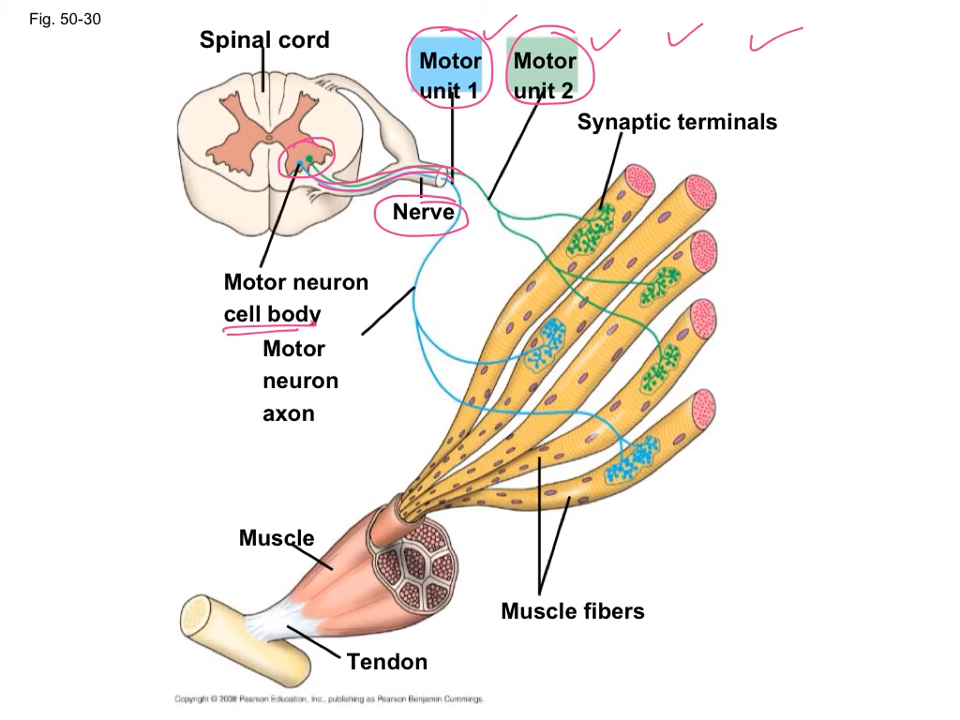 Fig. 50-30
Spinal cord
Motor
unit 1
Motor
unit 2
Synaptic terminals
Nerve
Motor neuron
cell body
Motor
neuron
axon
Muscle
Muscle fibers
Tendon
Copyright © 2008 Pearson Education, Inc., publishing as Pearson Benjamin Cummings.